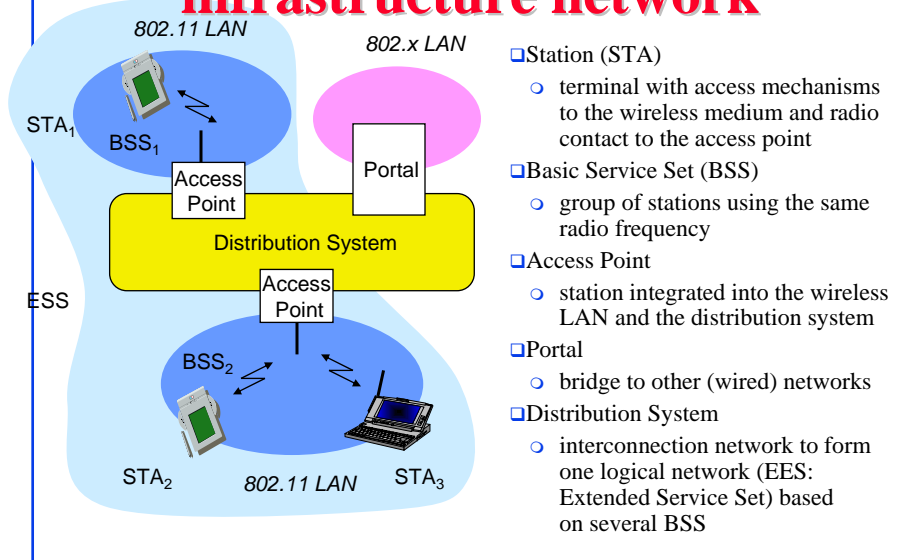 infrastructure network
802.11 LAN
802.x LAN
STA₁
BSS₁
Access
Point
Portal
Distribution System
Access
Point
ESS
BSS₂
STA₂
802.11 LAN
STA₃
Station (STA)
terminal with access mechanisms
to the wireless medium and radio
contact to the access point
Basic Service Set (BSS)
group of stations using the same
radio frequency
Access Point
station integrated into the wireless
LAN and the distribution system
Portal
bridge to other (wired) networks
Distribution System
interconnection network to form
one logical network (EES:
Extended Service Set) based
on several BSS